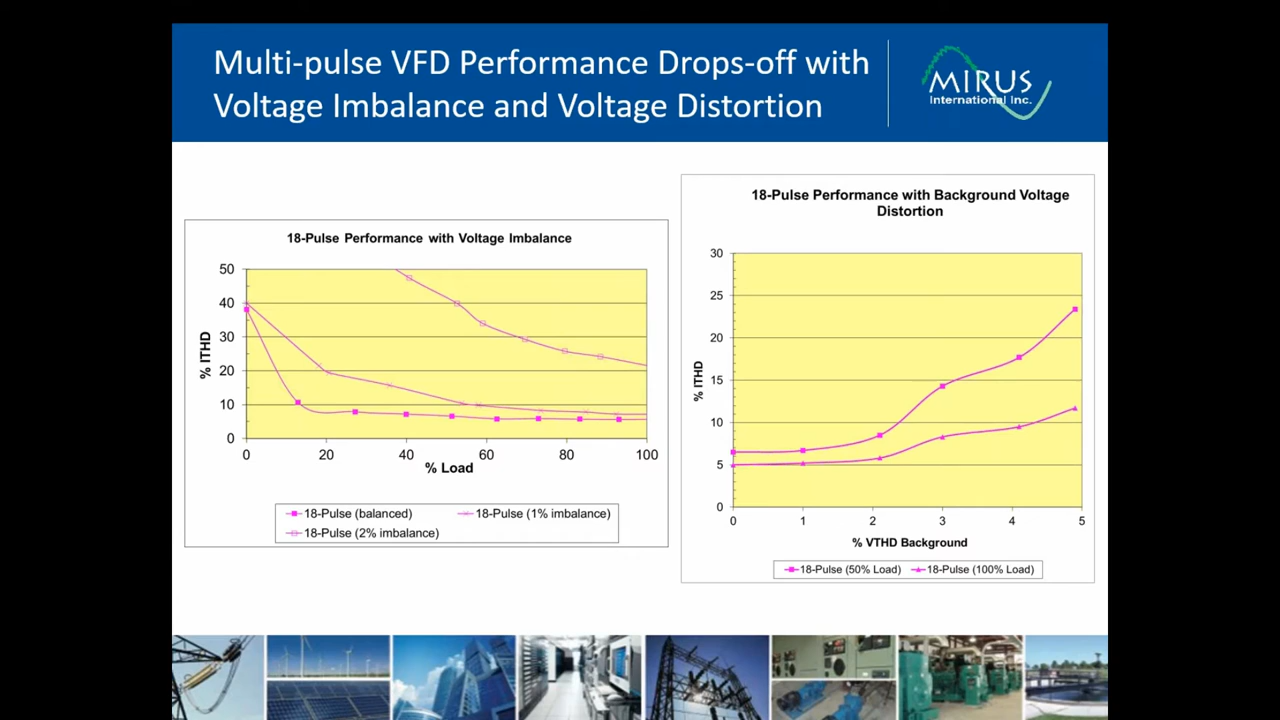 Multi-pulse VFD Performance Drops-off with
Voltage Imbalance and Voltage Distortion
MIRUS
International Inc.
18-Pulse Performance with Voltage Imbalance
50
40
30
20
10
0
% ITHD
0 20 40 60 80 100
% Load
18-Pulse (balanced) 18-Pulse (1% imbalance)
18-Pulse (2% imbalance)
18-Pulse Performance with Background Voltage
Distortion
30
25
20
15
10
5
0
% ITHD
0 1 2 3 4 5
% VTHD Background
18-Pulse (50% Load) 18-Pulse (100% Load)